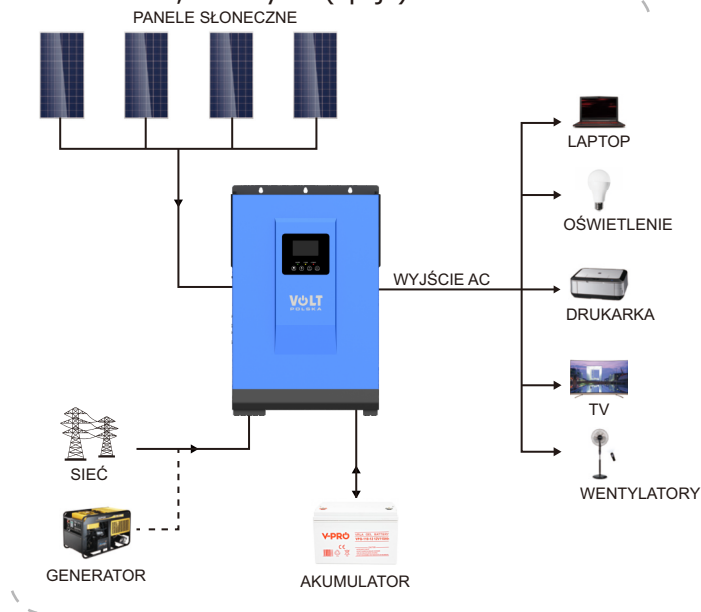 PANELE SŁONECZNE
LAPTOP
OŚWIETLENIE
WYJŚCIE AC
VOLT
POLSKA
DRUKARKA
TV
SIEĆ
WENTYLATORY
V-PRO
GENERATOR
AKUMULATOR